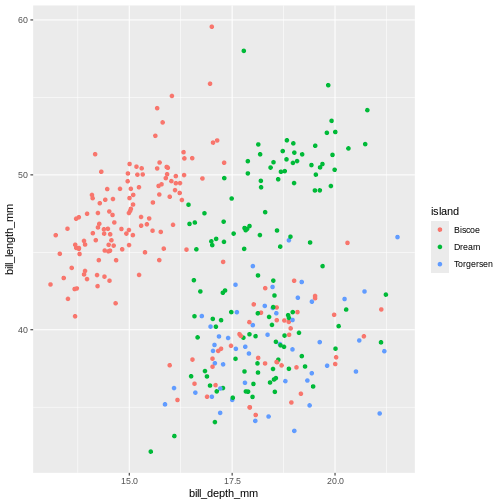 60
50
40
bill_length_mm
15.0
17.5
20.0
bill_depth_mm
island
Biscoe
Dream
Torgersen